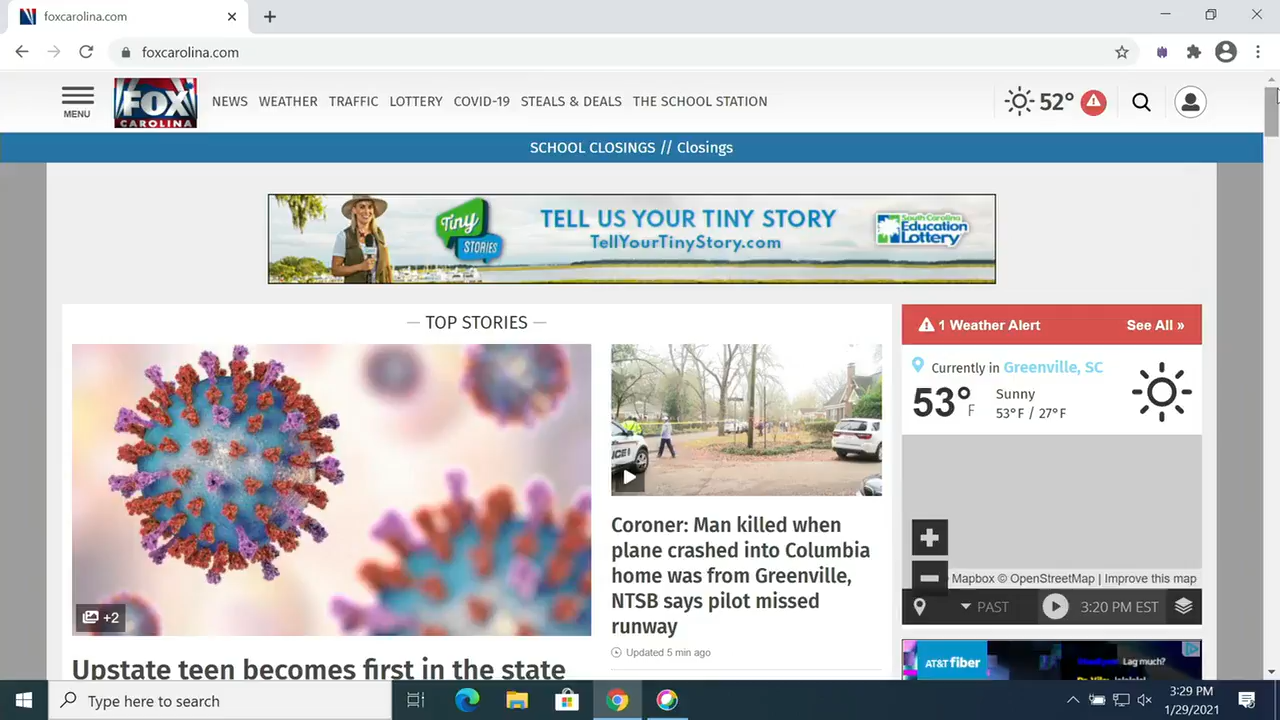 foxcarolina.com
foxcarolina.com
MENU
FOX
CAROLINA
NEWS WEATHER TRAFFIC LOTTERY COVID-19 STEALS & DEALS THE SCHOOL STATION
52°
SCHOOL CLOSINGS // Closings
Tiny
STORIES
TELL US YOUR TINY STORY
TellYourTinyStory.com
South Carolina
Education
Lottery
— TOP STORIES —
+2
Upstate teen becomes first in the state
Coroner: Man killed when
plane crashed into Columbia
home was from Greenville,
NTSB says pilot missed
runway
Updated 5 min ago
1 Weather Alert See All »
Currently in Greenville, SC
53° F
Sunny
53°F / 27°F
Mapbox © OpenStreetMap | Improve this map
PAST 3:20 PM EST
AT&T fiber
Lag much?
Type here to search
3:29 PM
1/29/2021